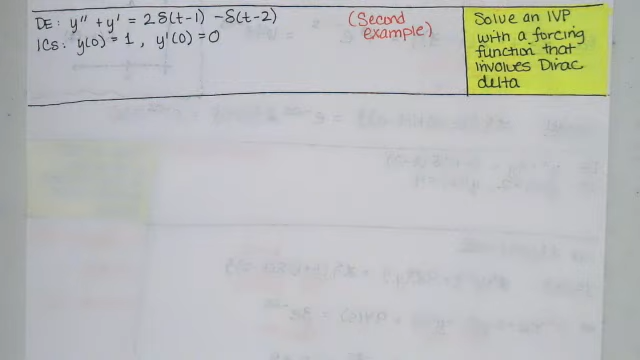 DE: y" + y' = 2δ(t-1) - δ(t-2)
ICs: y(0) = 1, y'(0) = 0
(Second
example)
Solve an IVP
with a forcing
function that
involves Dirac
delta